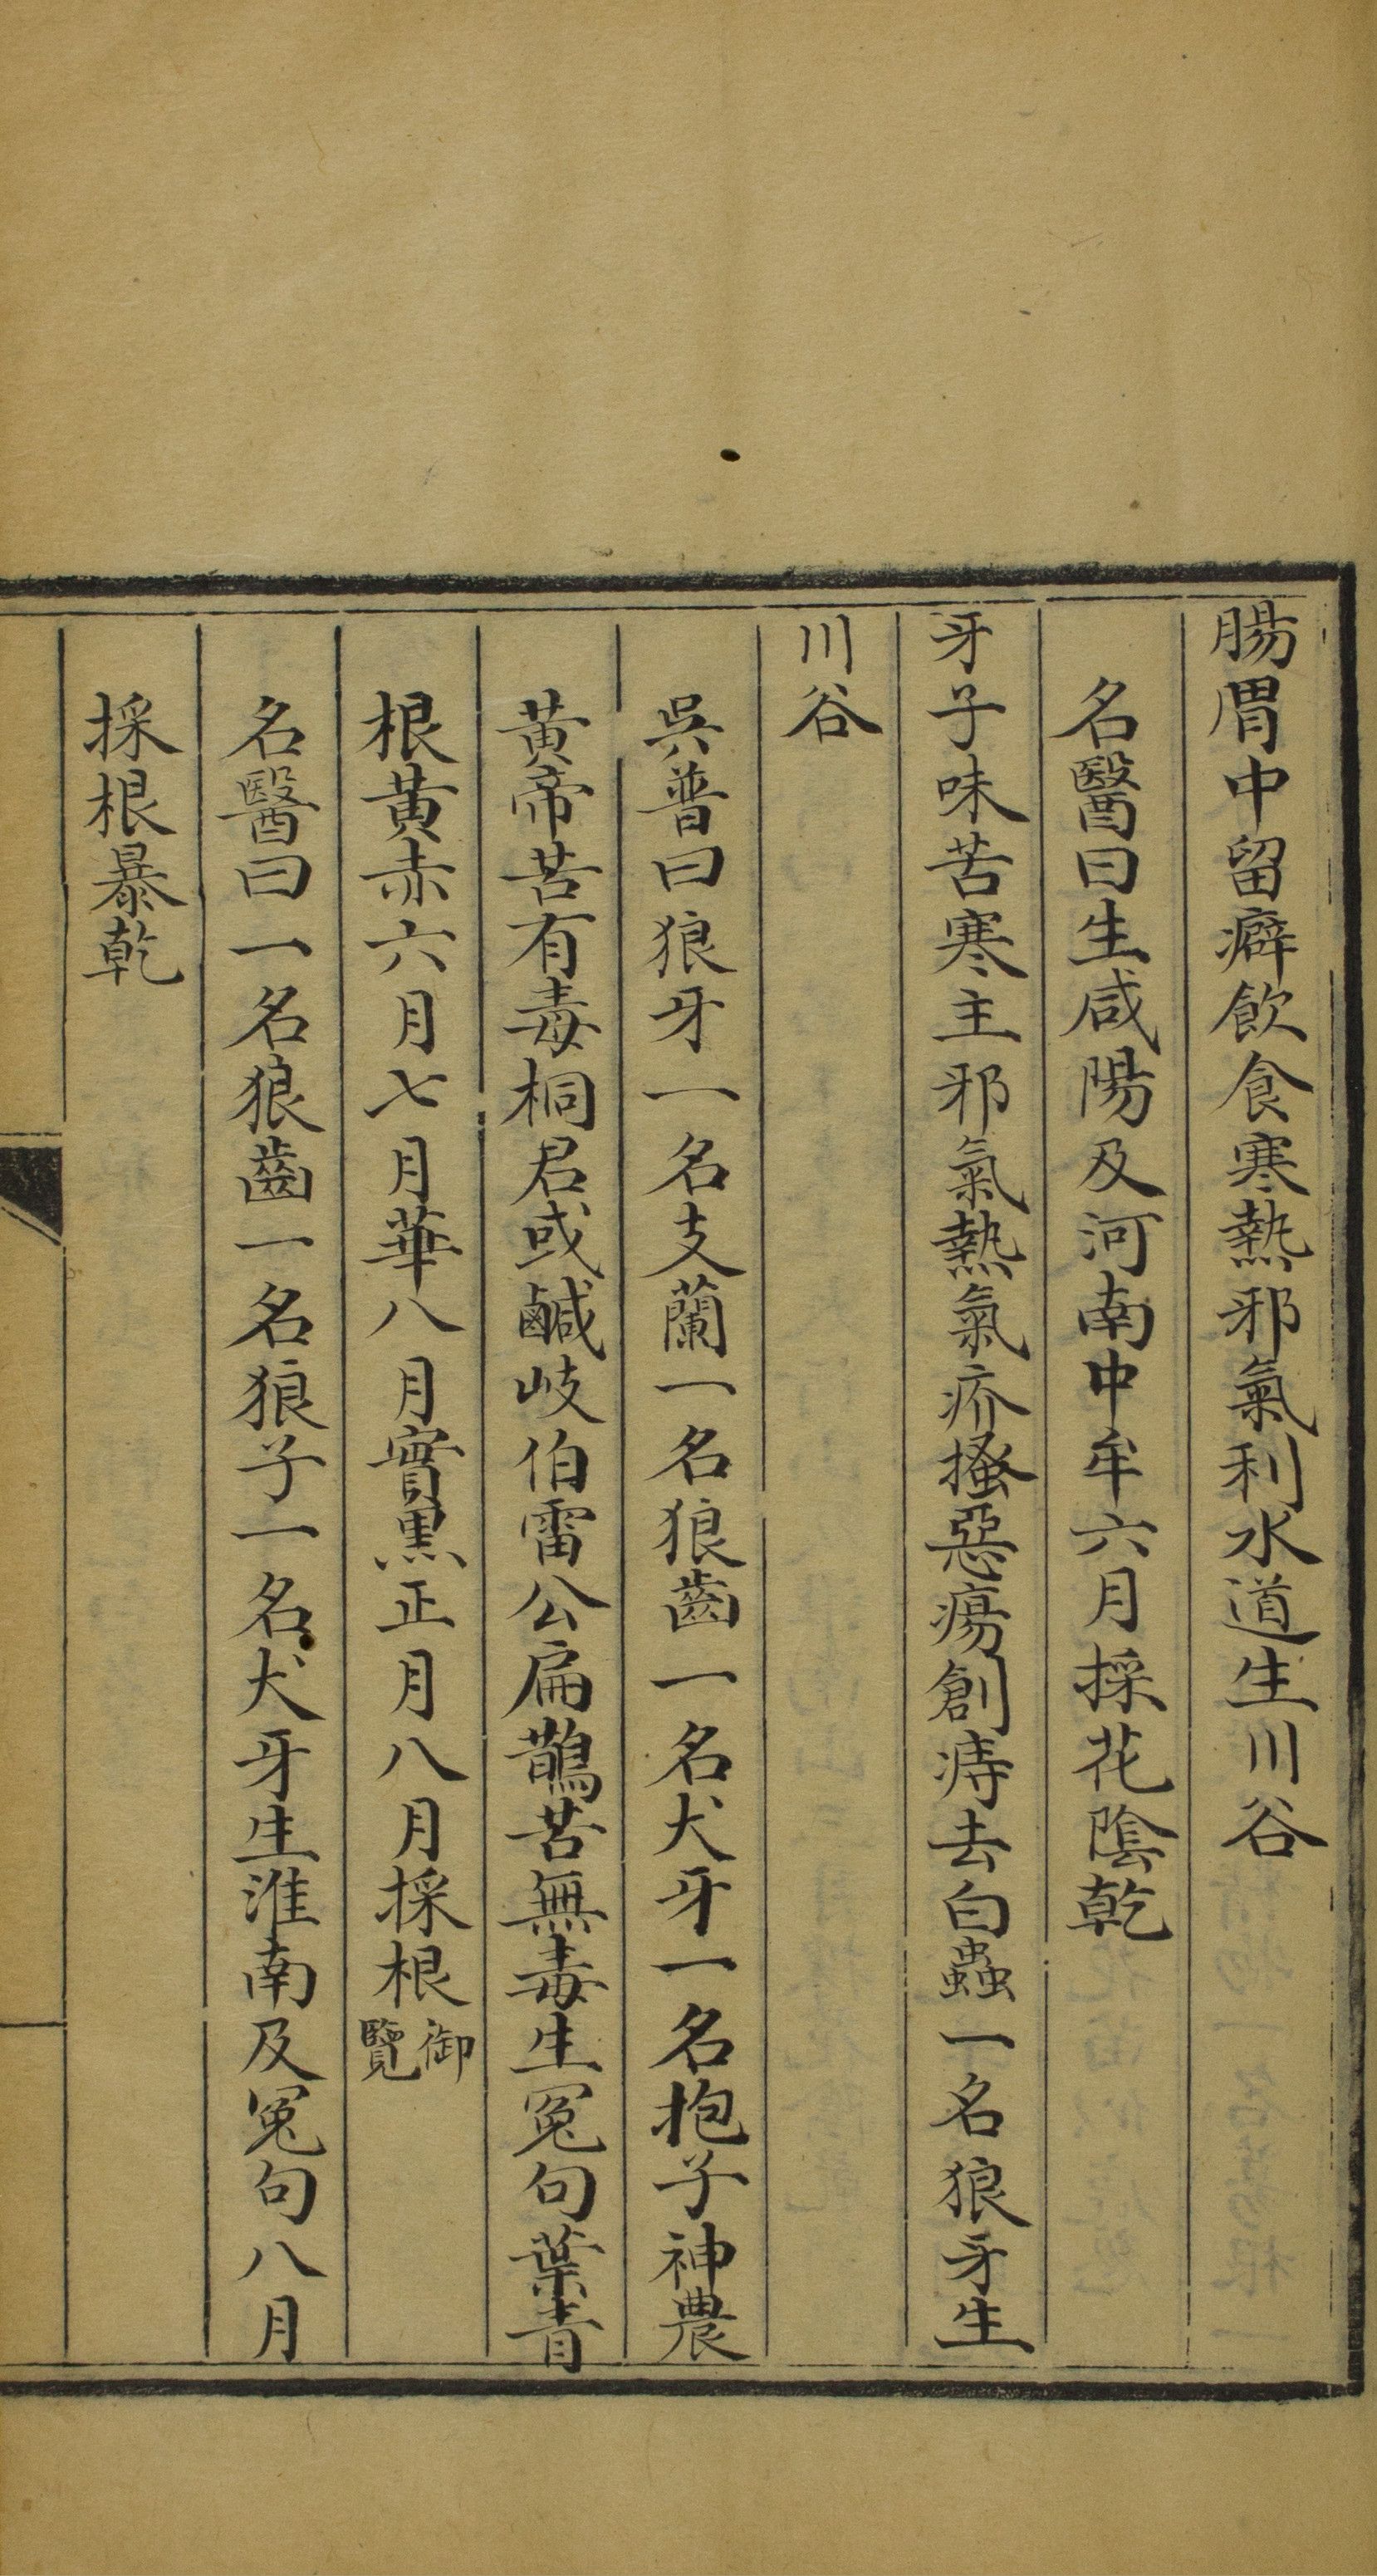 腸胃中留癖飲食寒熱邪氣利水道生川谷
名醫曰生咸陽及河南中牟六月採花陰乾
牙子味苦寒主邪氣熱氣疥搔惡瘍創痔去白蟲一名狼牙生
川谷
吳普曰狼牙一名支蘭一名狼齒一名犬牙一名抱子神農
黃帝苦有毒桐君或鹹岐伯雷公扁鵲苦無毒生冤句葉青
根黃赤六月七月華八月實黑正月八月採根御覽
名醫曰一名狼齒一名狼子一名犬牙生淮南及冤句八月
採根暴乾